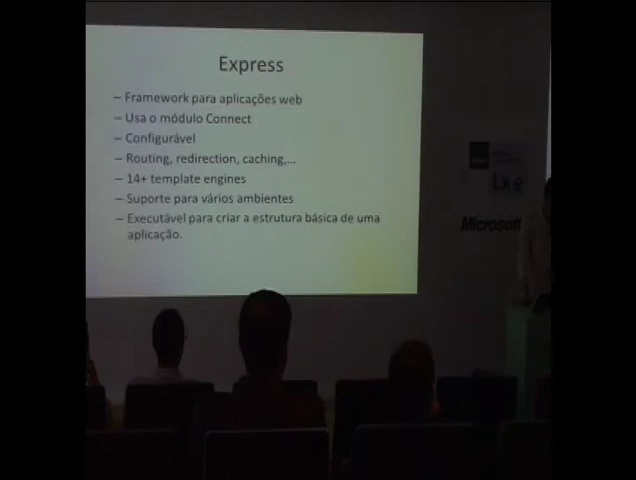 Express
– Framework para aplicações web
– Usa o módulo Connect
– Configurável
– Routing, redirection, caching,...
– 14+ template engines
– Suporte para vários ambientes
– Executável para criar a estrutura básica de uma
aplicação.
Microsoft